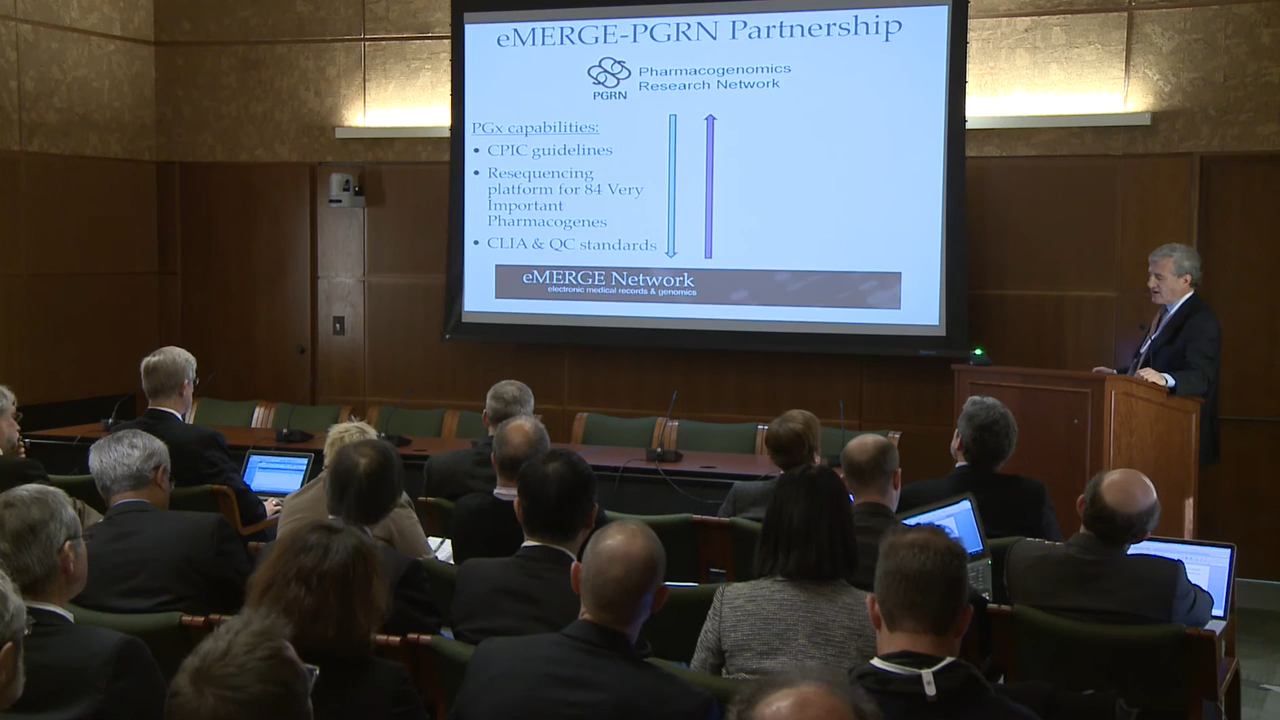 eMERGE-PGRN Partnership
PGRN
Pharmacogenomics
Research Network
PGx capabilities:
• CPIC guidelines
• Resequencing
platform for 84 Very
Important
Pharmacogenes
• CLIA & QC standards
eMERGE Network
electronic medical records & genomics